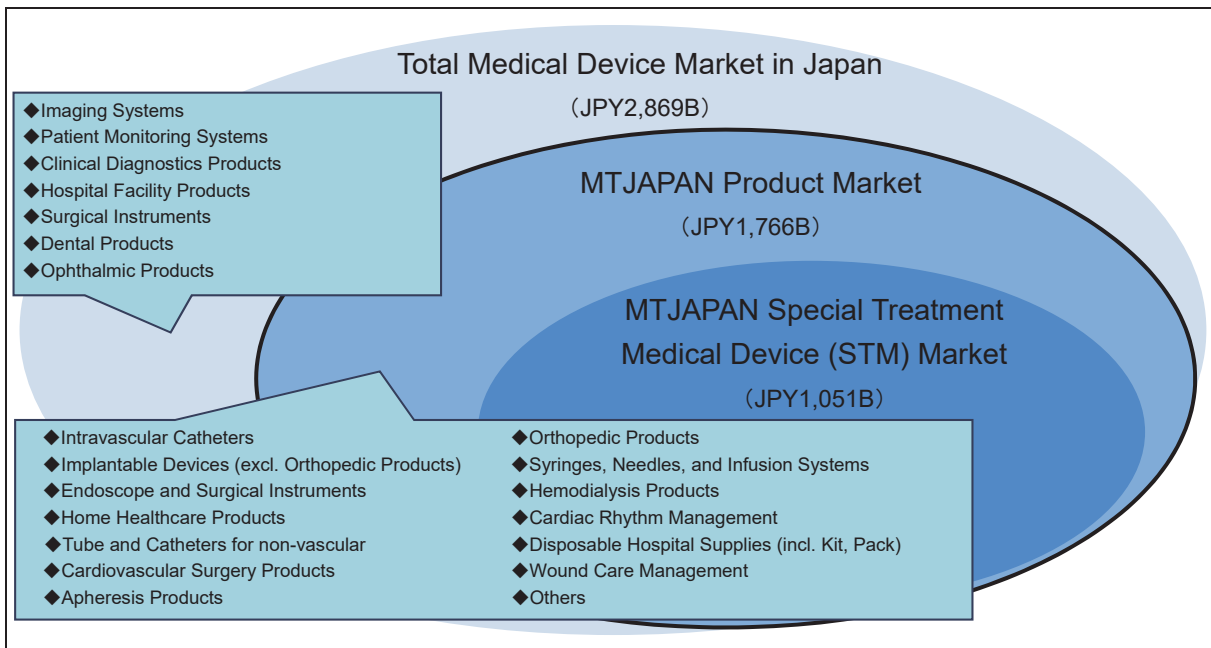 Total Medical Device Market in Japan
（JPY2,869B）
◆Imaging Systems
◆Patient Monitoring Systems
◆Clinical Diagnostics Products
◆Hospital Facility Products
◆Surgical Instruments
◆Dental Products
◆Ophthalmic Products
MTJAPAN Product Market
（JPY1,766B）
MTJAPAN Special Treatment
Medical Device (STM) Market
（JPY1,051B）
◆Intravascular Catheters
◆Implantable Devices (excl. Orthopedic Products)
◆Endoscope and Surgical Instruments
◆Home Healthcare Products
◆Tube and Catheters for non-vascular
◆Cardiovascular Surgery Products
◆Apheresis Products
◆Orthopedic Products
◆Syringes, Needles, and Infusion Systems
◆Hemodialysis Products
◆Cardiac Rhythm Management
◆Disposable Hospital Supplies (incl. Kit, Pack)
◆Wound Care Management
◆Others